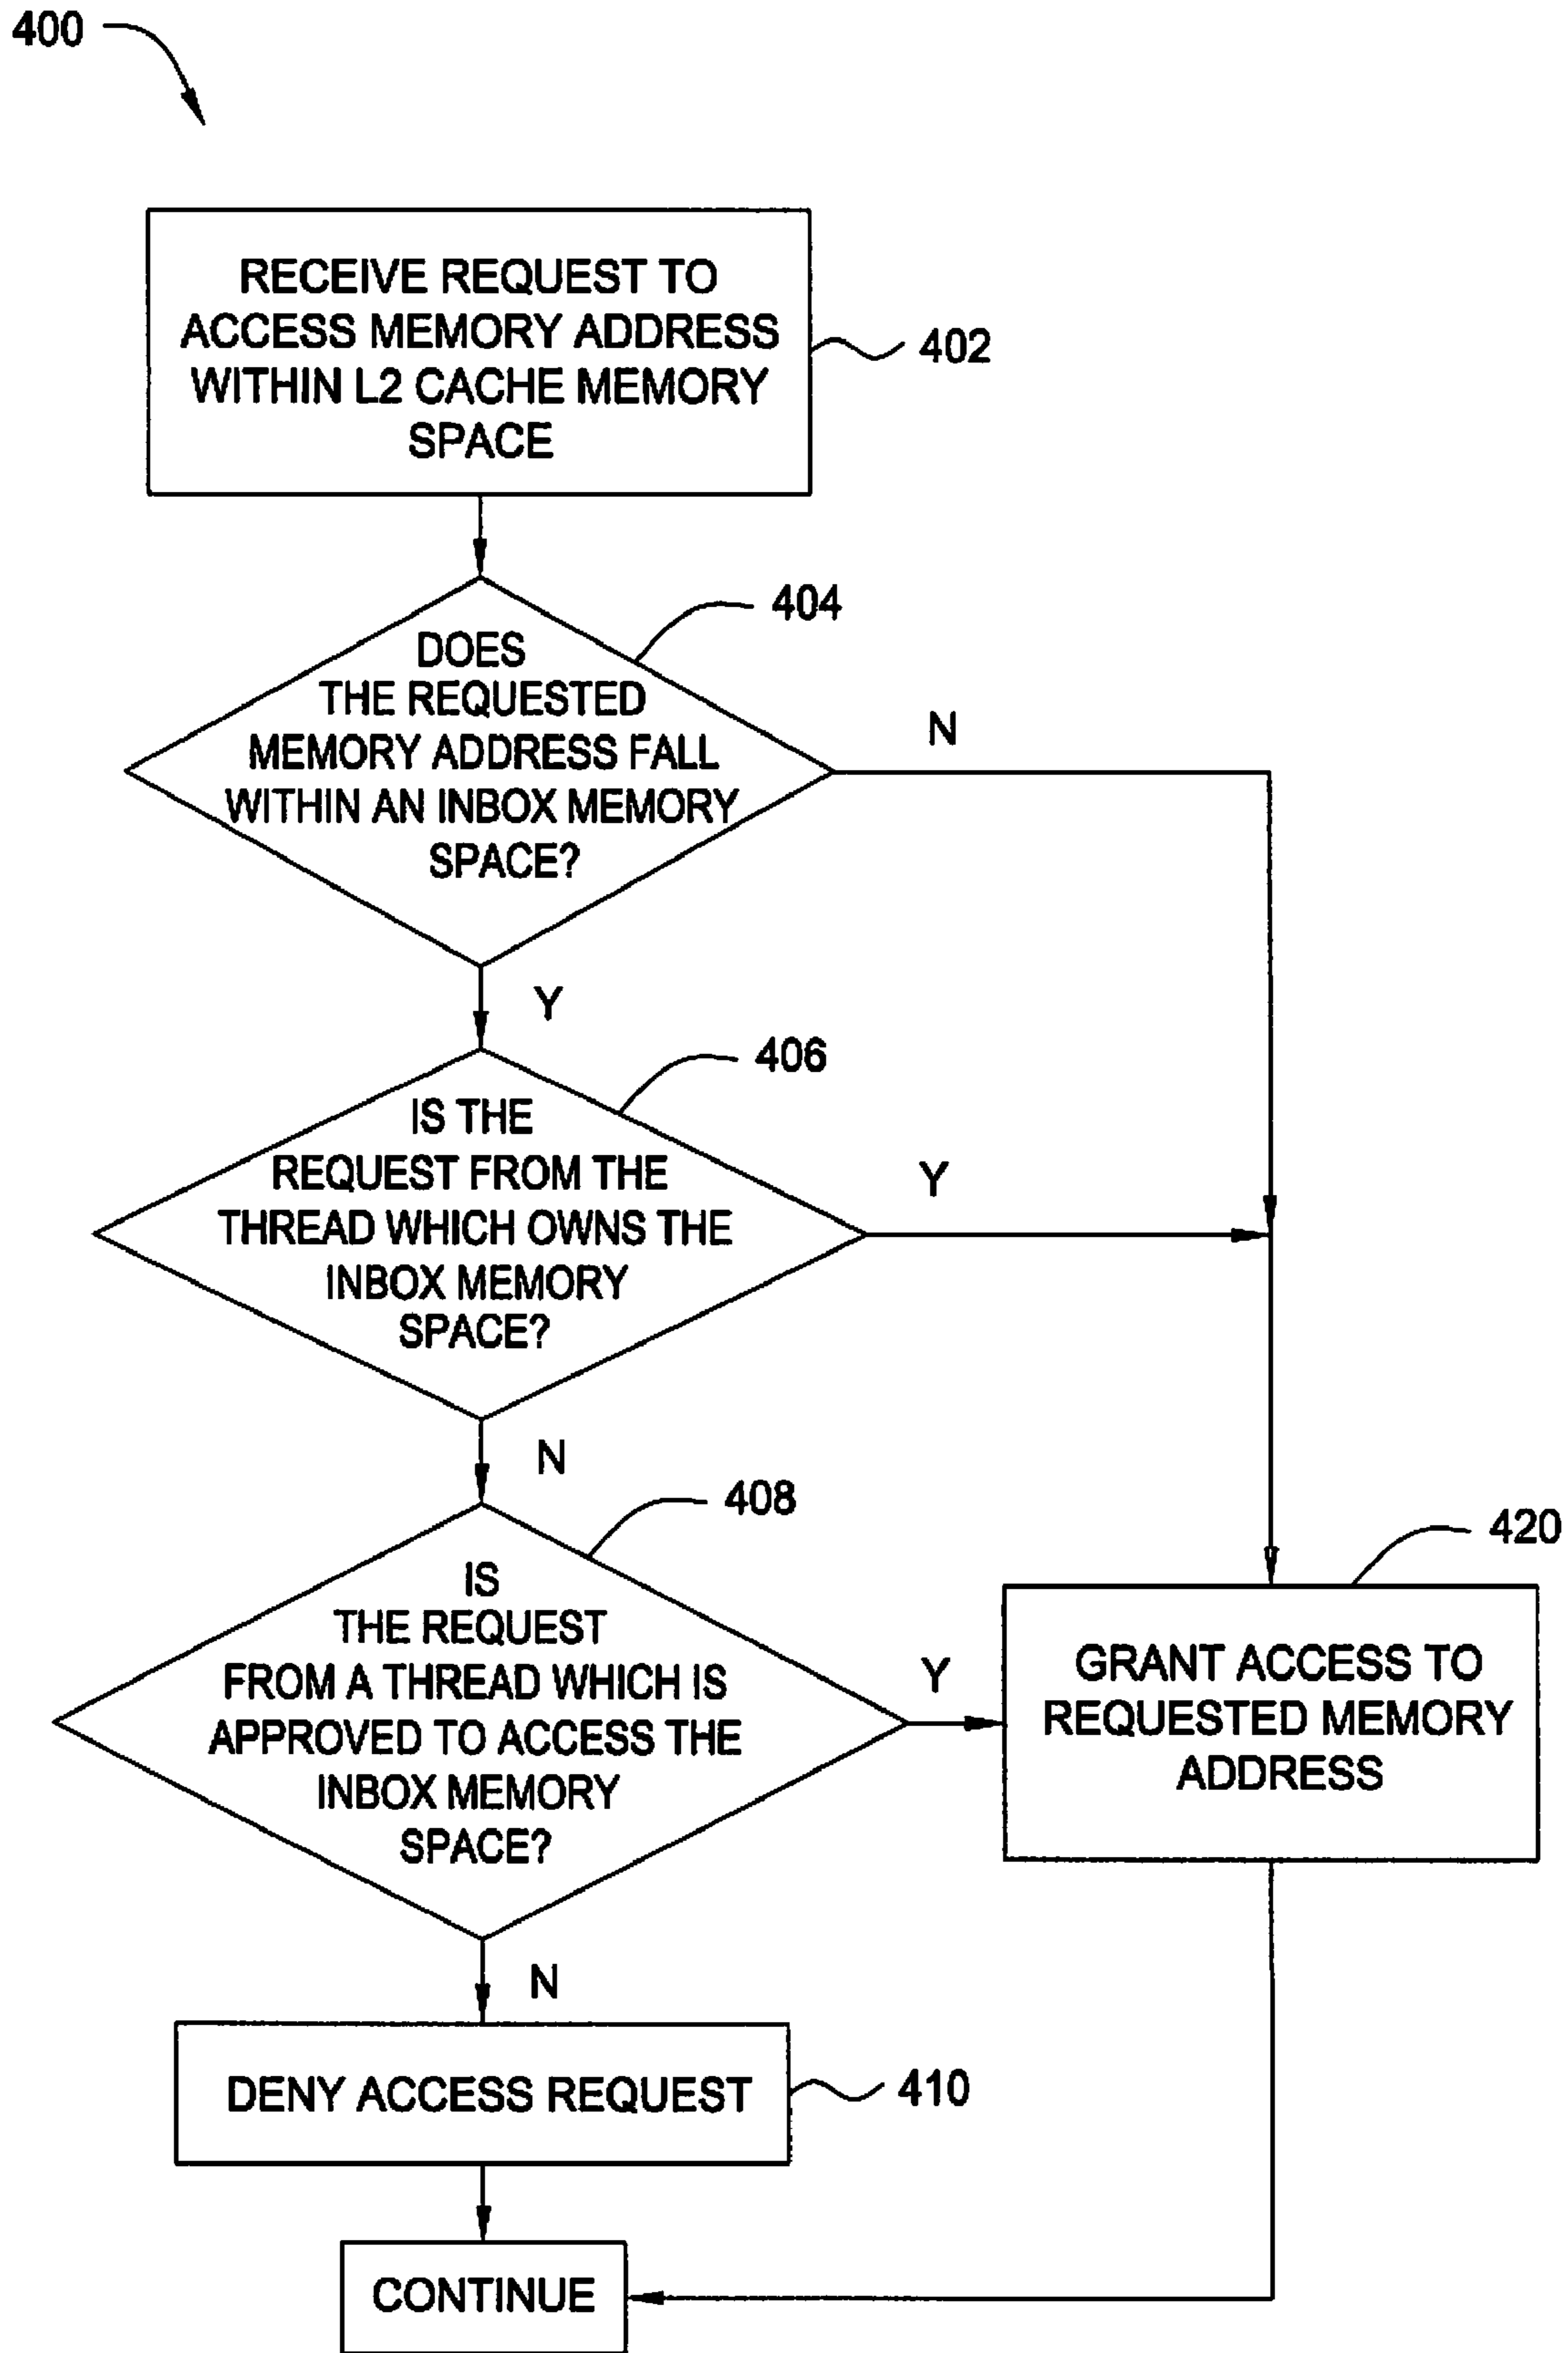 400
RECEIVE REQUEST TO
ACCESS MEMORY ADDRESS
WITHIN L2 CACHE MEMORY
SPACE
402
404
DOES
THE REQUESTED
MEMORY ADDRESS FALL
WITHIN AN INBOX MEMORY
SPACE?
N
Y
406
IS THE
REQUEST FROM THE
THREAD WHICH OWNS THE
INBOX MEMORY
SPACE?
Y
N
408
IS
THE REQUEST
FROM A THREAD WHICH IS
APPROVED TO ACCESS THE
INBOX MEMORY
SPACE?
Y
420
GRANT ACCESS TO
REQUESTED MEMORY
ADDRESS
N
DENY ACCESS REQUEST
410
CONTINUE